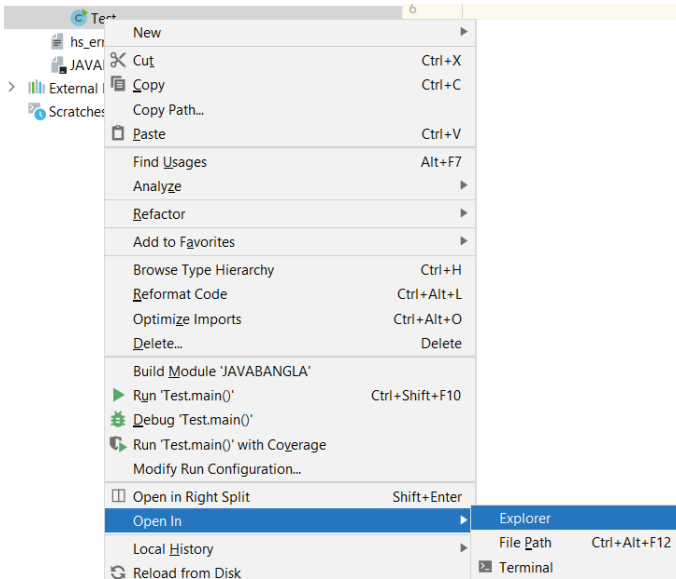 Test
6
hs_er
JAVA
External
Scratches
New
Cut Ctrl+X
Copy Ctrl+C
Copy Path...
Paste Ctrl+V
Find Usages Alt+F7
Analyze
Refactor
Add to Favorites
Browse Type Hierarchy Ctrl+H
Reformat Code Ctrl+Alt+L
Optimize Imports Ctrl+Alt+O
Delete... Delete
Build Module 'JAVABANGLA'
Run 'Test.main()' Ctrl+Shift+F10
Debug 'Test.main()'
Run 'Test.main()' with Coverage
Modify Run Configuration...
Open in Right Split Shift+Enter
Open In
Local History
Reload from Disk
Explorer
File Path Ctrl+Alt+F12
Terminal